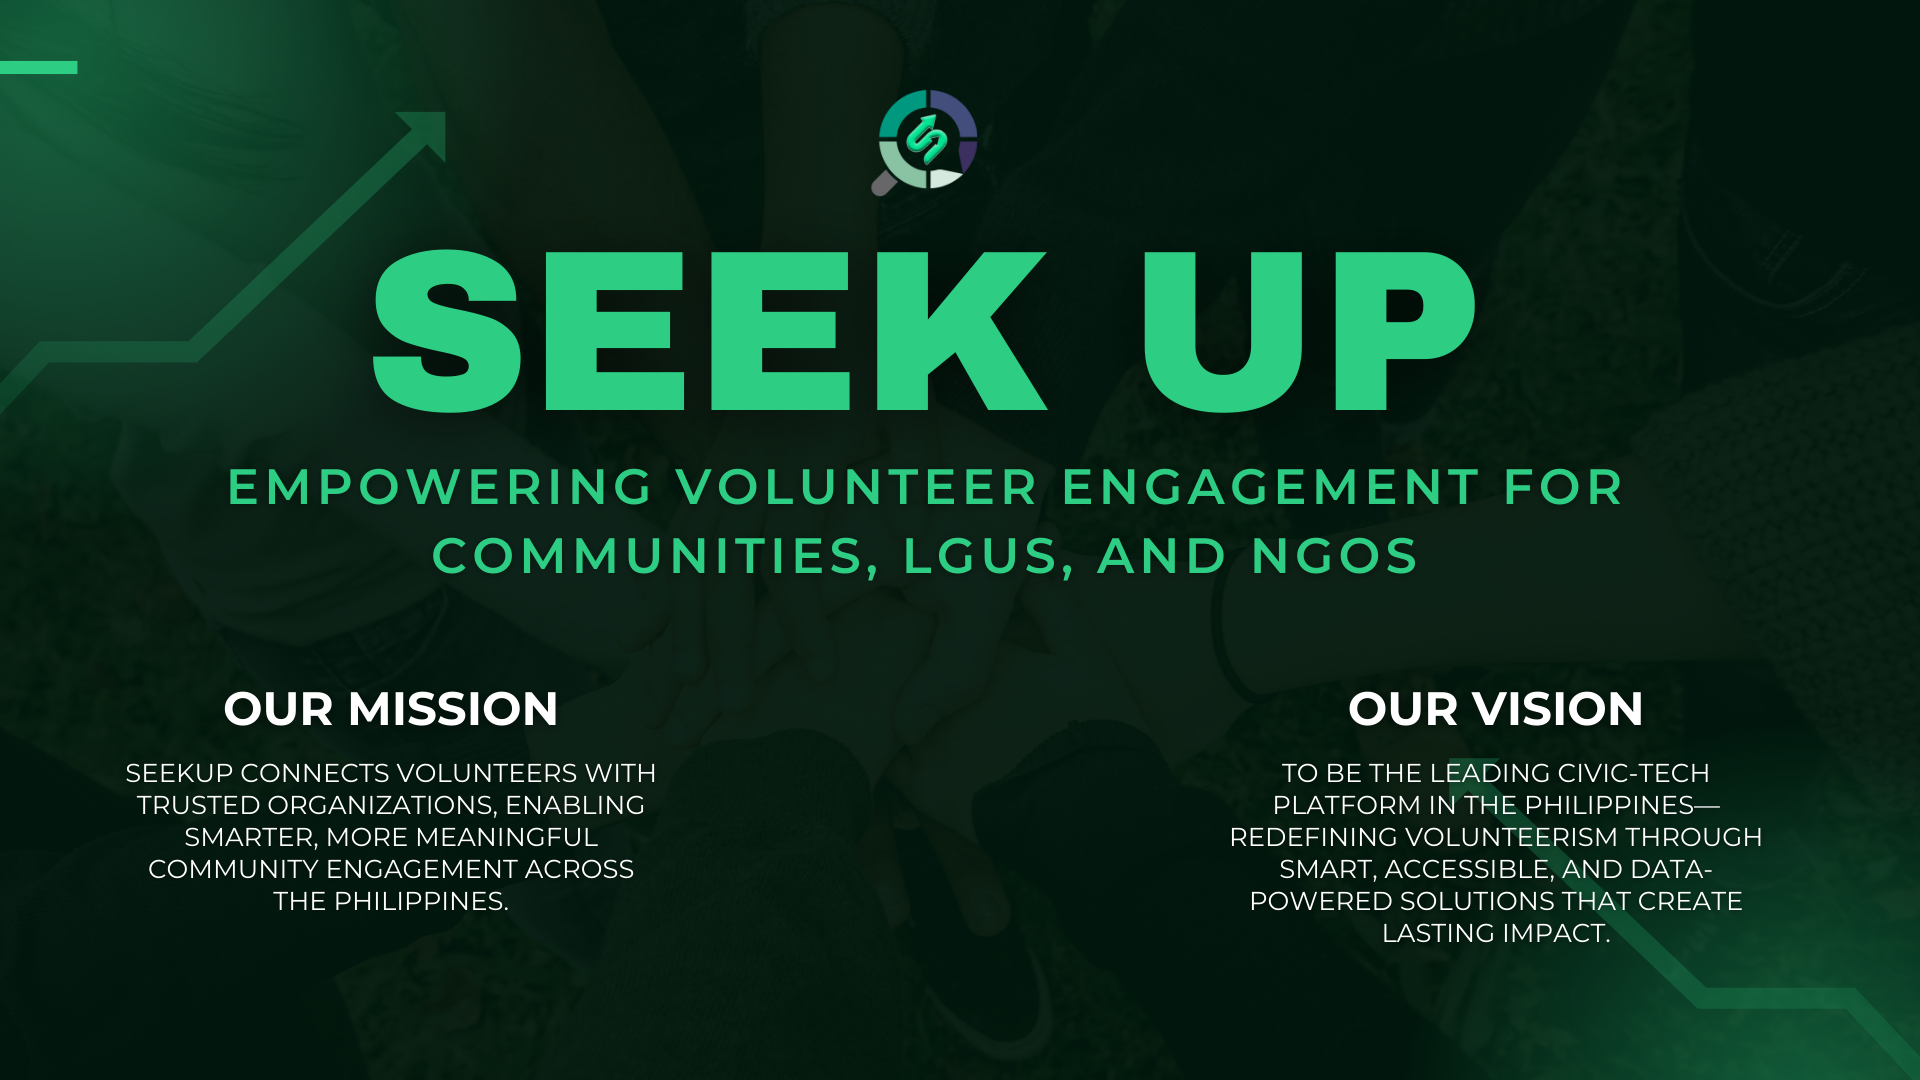 SEEK UP
EMPOWERING VOLUNTEER ENGAGEMENT FOR
COMMUNITIES, LGUS, AND NGOS
OUR MISSION
SEEKUP CONNECTS VOLUNTEERS WITH
TRUSTED ORGANIZATIONS, ENABLING
SMARTER, MORE MEANINGFUL
COMMUNITY ENGAGEMENT ACROSS
THE PHILIPPINES.
OUR VISION
TO BE THE LEADING CIVIC-TECH
PLATFORM IN THE PHILIPPINES—
REDEFINING VOLUNTEERISM THROUGH
SMART, ACCESSIBLE, AND DATA-
POWERED SOLUTIONS THAT CREATE
LASTING IMPACT.